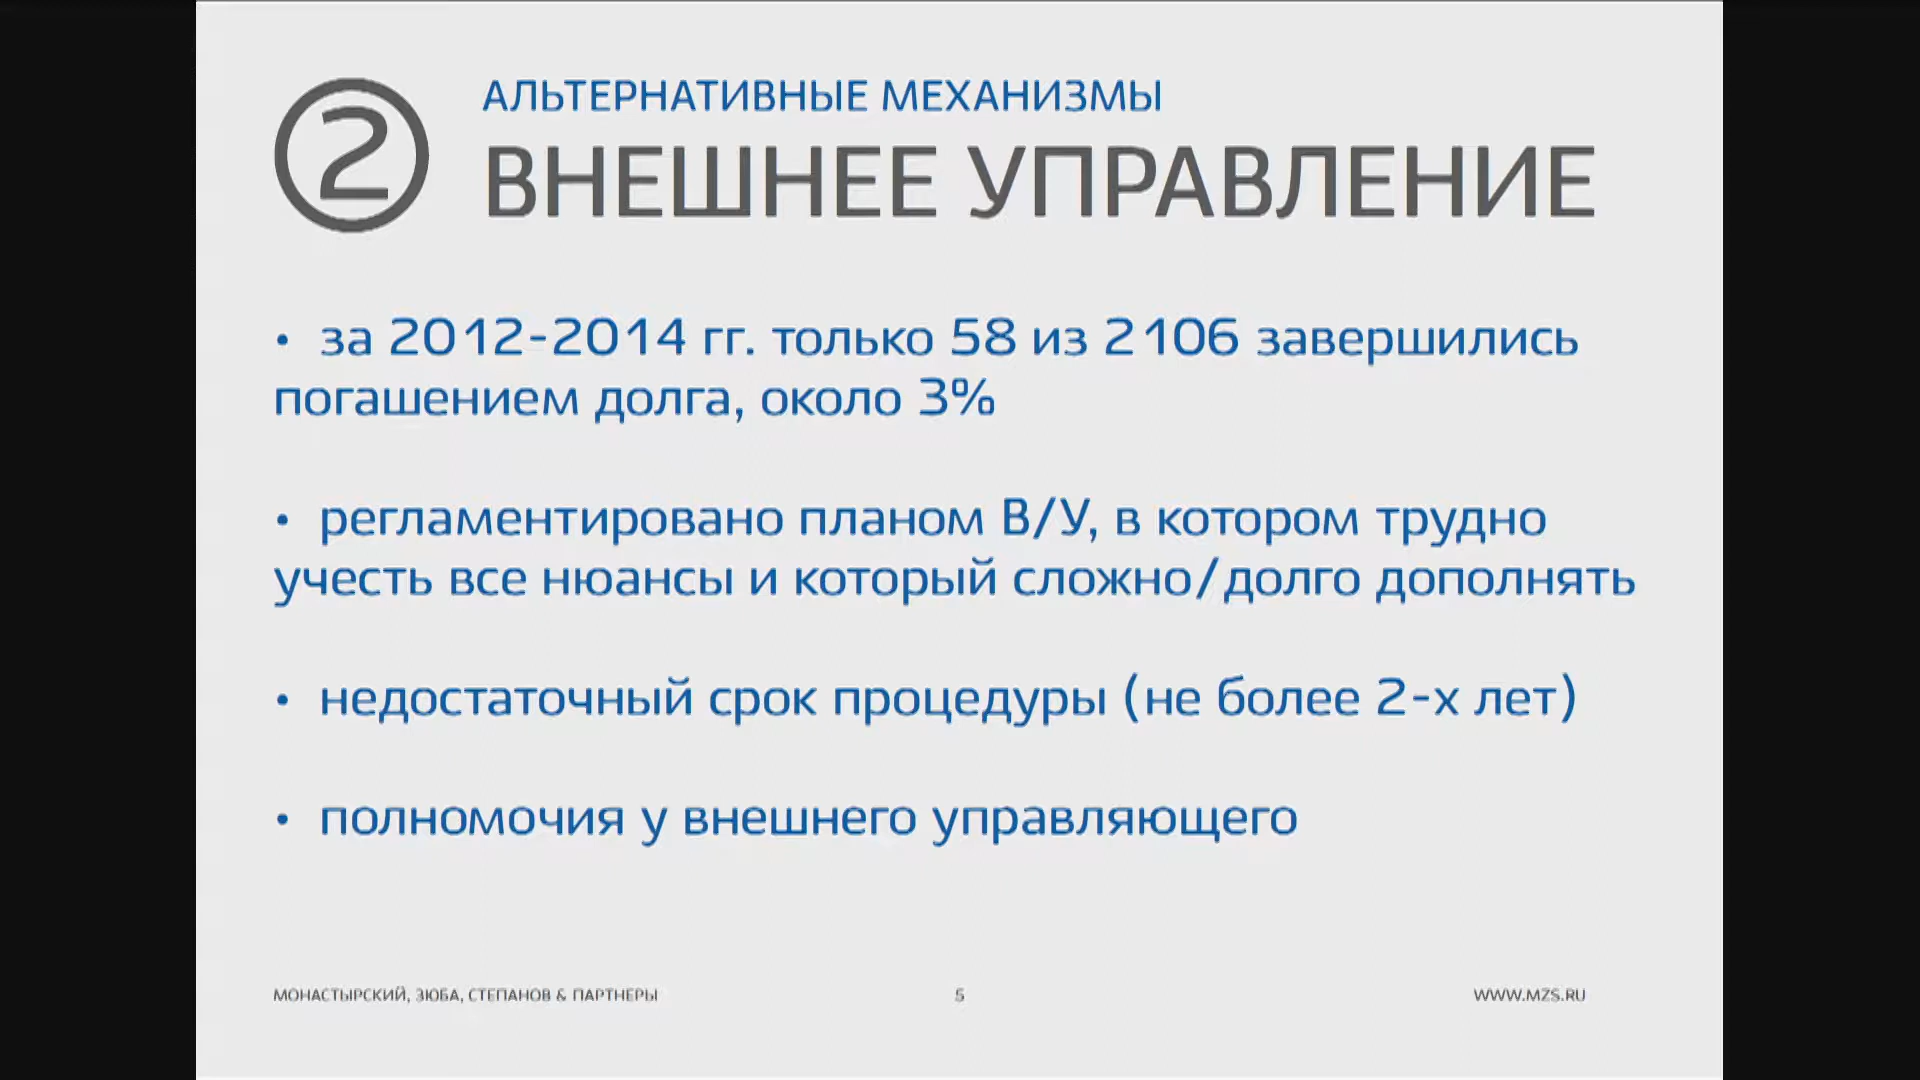 2
АЛЬТЕРНАТИВНЫЕ МЕХАНИЗМЫ
ВНЕШНЕЕ УПРАВЛЕНИЕ
• за 2012-2014 гг. только 58 из 2106 завершились
погашением долга, около 3%
• регламентировано планом В/У, в котором трудно
учесть все нюансы и который сложно/долго дополнять
• недостаточный срок процедуры (не более 2-х лет)
• полномочия у внешнего управляющего
МОНАСТЫРСКИЙ, ЗЮБА, СТЕПАНОВ & ПАРТНЕРЫ
5
WWW.MZS.RU